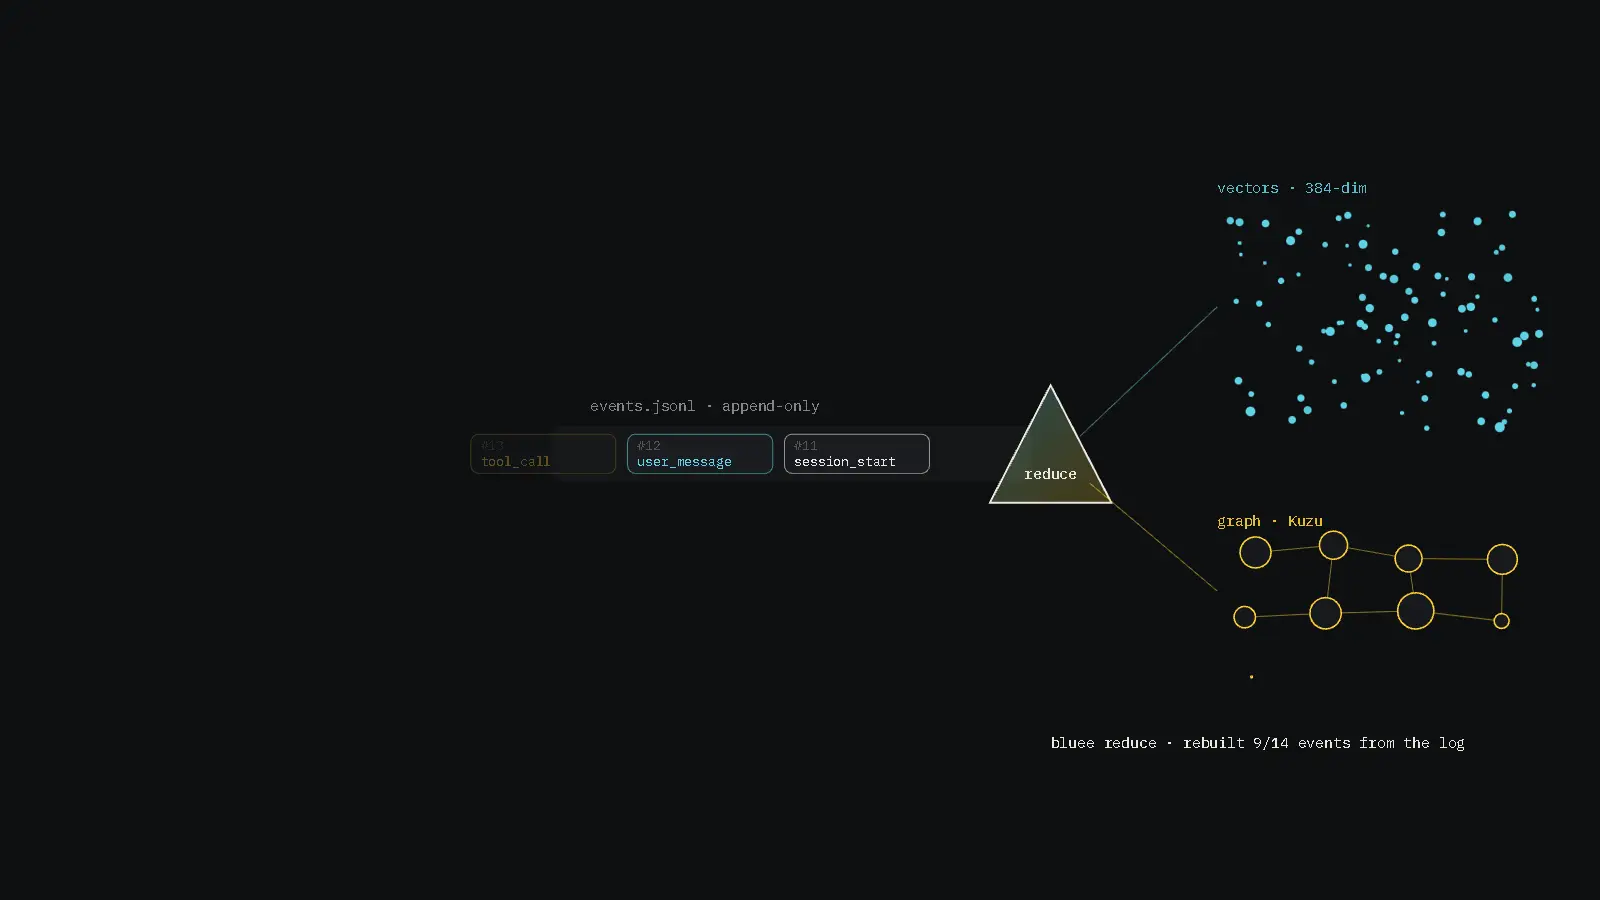 vectors · 384-dim
events.jsonl · append-only
#13
tool_call
#12
user_message
#11
session_start
reduce
graph · Kuzu
bluee reduce · rebuilt 9/14 events from the log